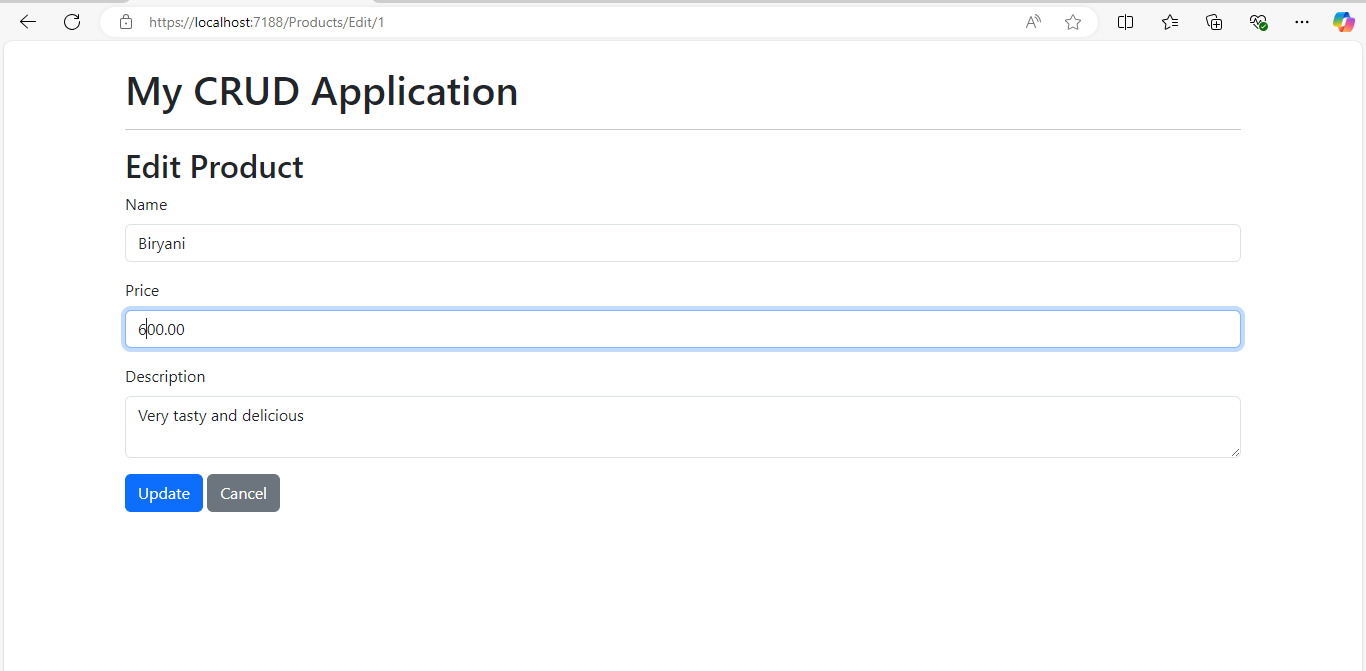 https://localhost:7188/Products/Edit/1
My CRUD Application
Edit Product
Name
Biryani
Price
600.00
Description
Very tasty and delicious
Update Cancel